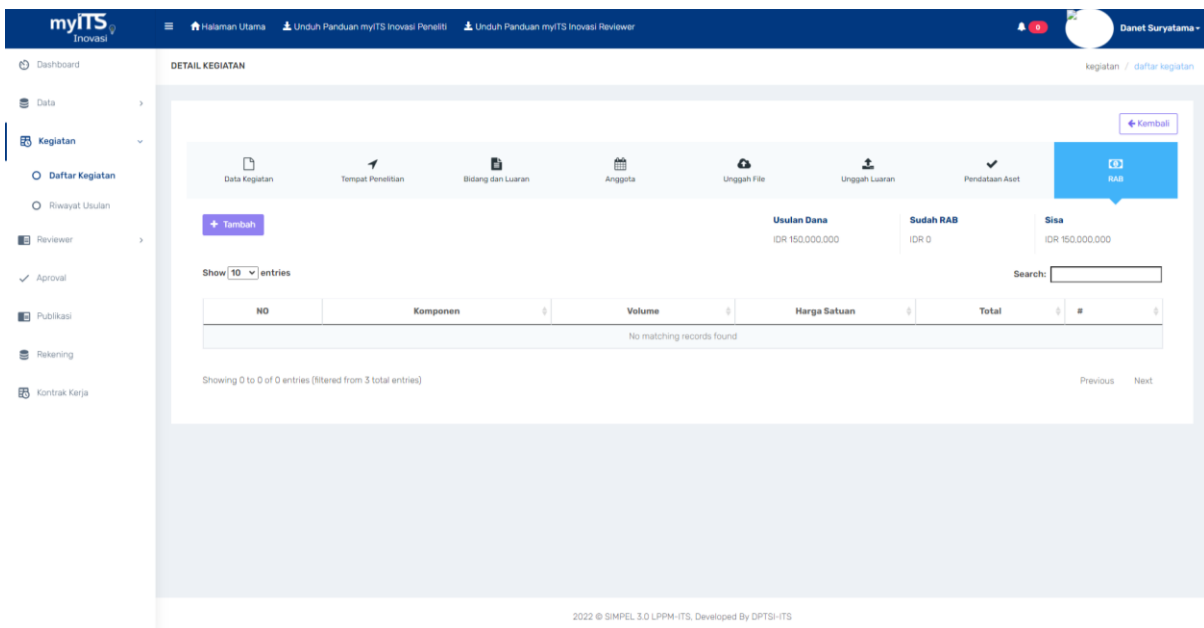 myITS Inovasi
Halaman Utama Unduh Panduan myITS Inovasi Peneliti Unduh Panduan myITS Inovasi Reviewer 0 Danet Suryatama
Dashboard
Data
Kegiatan
Daftar Kegiatan
Riwayat Usulan
Reviewer
Aproval
Publikasi
Rekening
Kontrak Kerja
DETAIL KEGIATAN kegiatan / daftar kegiatan
Kembali
Data Kegiatan Tempat Penelitian Bidang dan Luaran Anggota Unggah File Unggah Luaran Pendataan Aset RAB
+ Tambah Usulan Dana Sudah RAB Sisa
IDR 150,000,000 IDR 0 IDR 150,000,000
Show 10 entries Search:
NO Komponen Volume Harga Satuan Total #
No matching records found
Showing 0 to 0 of 0 entries (filtered from 3 total entries) Previous Next
2022 © SIMPEL 3.0 LPPM-ITS, Developed By DPTSI-ITS